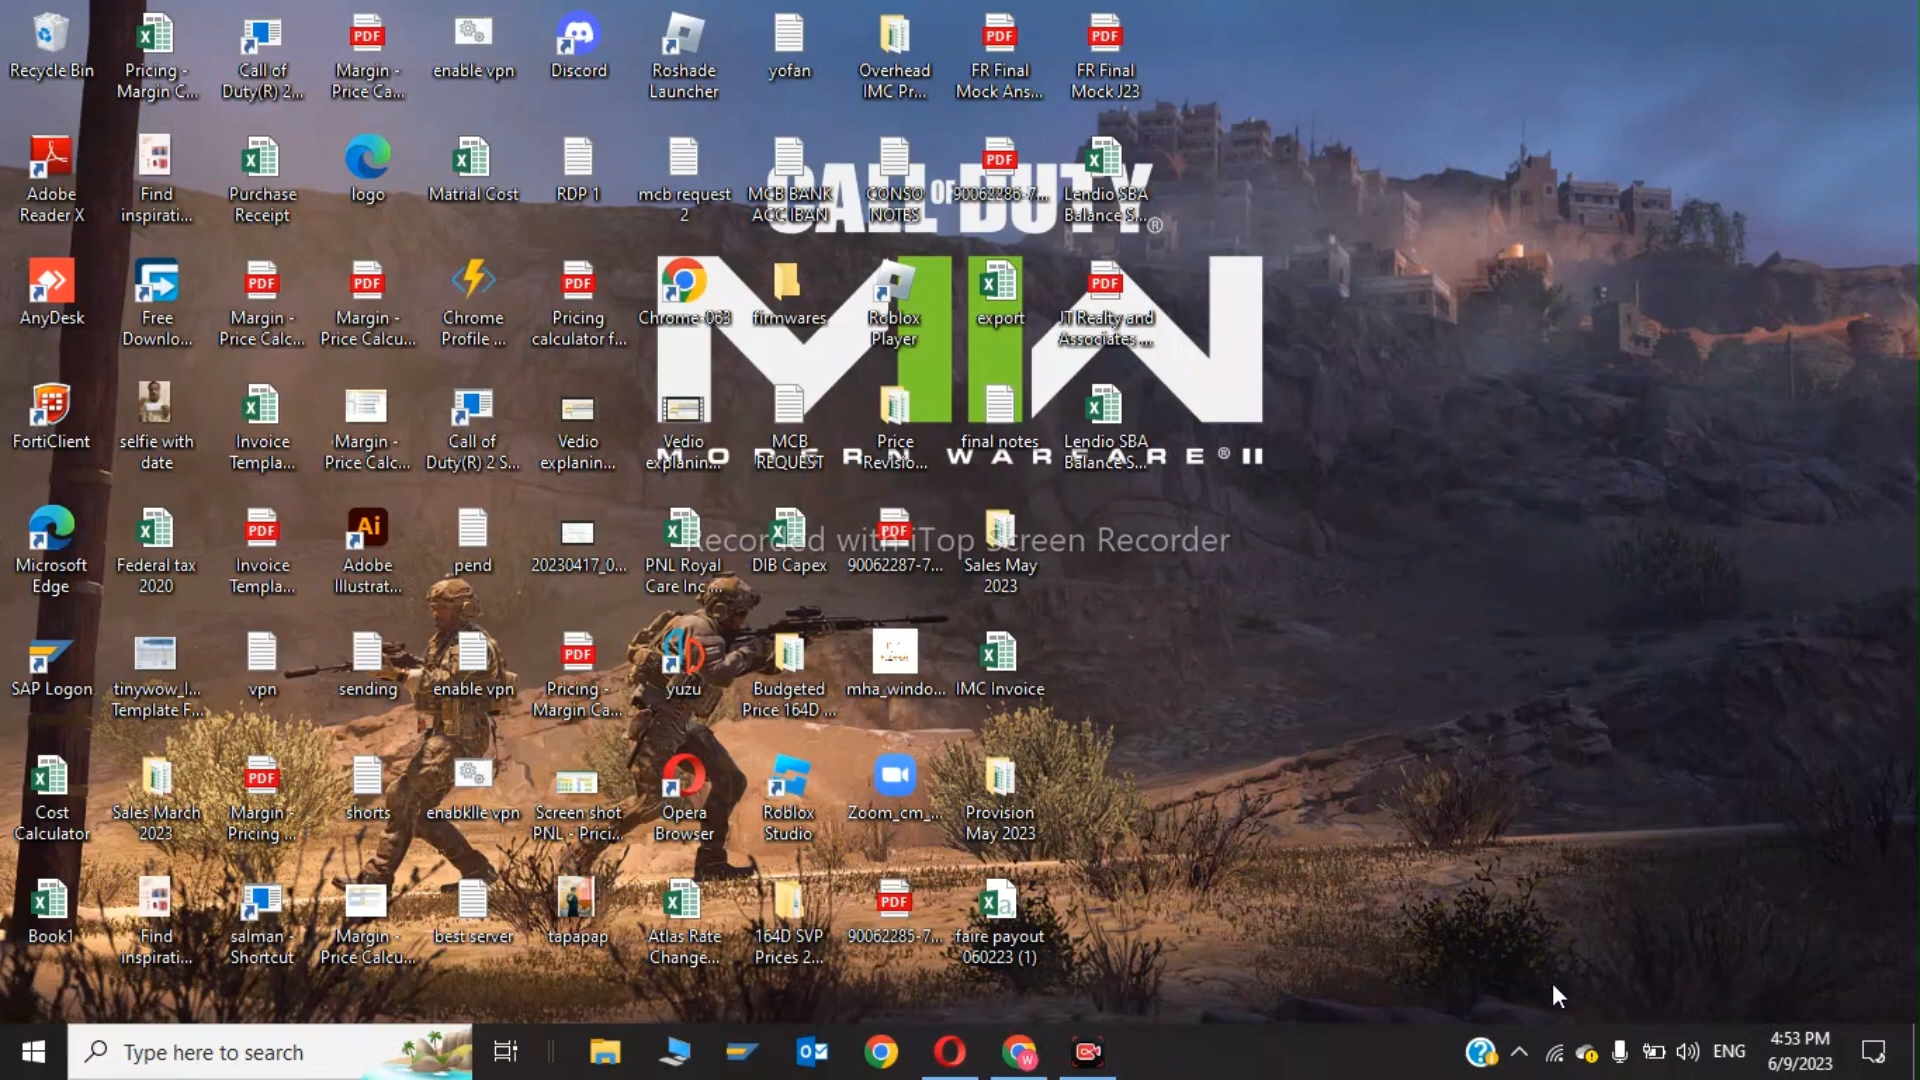 Recycle Bin
Pricing -
Margin C...
Call of
Duty(R) 2...
Margin -
Price Ca...
enable vpn
Discord
Roshade
Launcher
yofan
Overhead
IMC Pr...
FR Final
Mock Ans...
FR Final
Mock J23
Adobe
Reader X
Find
inspirati...
Purchase
Receipt
logo
Matrial Cost
RDP 1
mcb request
2
MCB BANK
ACC IBAN
CONSO
NOTES
90062286-7...
Lendio SBA
Balance S...
CALL OF DUTY®
AnyDesk
Free
Downlo...
Margin -
Price Calc...
Margin -
Price Calcu...
Chrome
Profile ...
Pricing
calculator f...
Chrome-063
firmwares
Roblox
Player
export
JT Realty and
Associates ...
MWII
FortiClient
selfie with
date
Invoice
Templa...
Margin -
Price Calc...
Call of
Duty(R) 2 S...
Vedio
explanin...
Vedio
explanin...
MCB
REQUEST
Price
Revisio...
final notes
Lendio SBA
Balance S...
MODERN WARFARE® II
Microsoft
Edge
Federal tax
2020
Invoice
Templa...
Adobe
Illustrat...
pend
20230417_0...
PNL Royal
Care Inc ...
DIB Capex
90062287-7...
Sales May
2023
Recorded with iTop Screen Recorder
SAP Logon
tinywow_I...
Template F...
vpn
sending
enable vpn
Pricing -
Margin Ca...
yuzu
Budgeted
Price 164D ...
mha_windo...
IMC Invoice
Cost
Calculator
Sales March
2023
Margin -
Pricing ...
shorts
enabklle vpn
Screen shot
PNL - Prici...
Opera
Browser
Roblox
Studio
Zoom_cm_...
Provision
May 2023
Book1
Find
inspirati...
salman -
Shortcut
Margin -
Price Calcu...
best server
tapapap
Atlas Rate
Change...
164D SVP
Prices 2...
90062285-7...
faire payout
060223 (1)
Type here to search
ENG
4:53 PM
6/9/2023